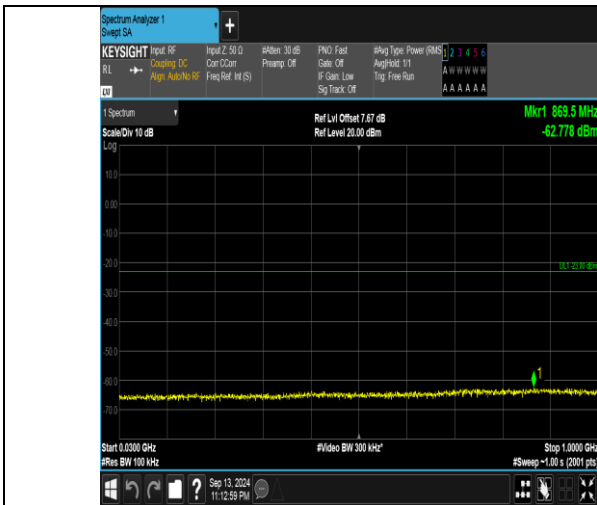 Spectrum Analyzer 1
Swept SA
+
KEYSIGHT Input: RF Input Z: 50 Ω #Atten: 30 dB PNO: Fast #Avg Type: Power (RMS 1 2 3 4 5 6
RL Coupling: DC Corr CCorr Preamp: Off Gate: Off Avg|Hold: 1/1 A W W W W W
Align: Auto/No RF Freq Ref: Int (S) IF Gain: Low Trig: Free Run
LXI Sig Track: Off A A A A A A
1 Spectrum Ref Lvl Offset 7.67 dB Mkr1 869.5 MHz
Scale/Div 10 dB Ref Level 20.00 dBm -62.778 dBm
Log
10.0
0.00
-10.0
-20.0
DL1 -23.00 dBm
-30.0
-40.0
-50.0
1
-60.0
-70.0
Start 0.0300 GHz #Video BW 300 kHz* Stop 1.0000 GHz
#Res BW 100 kHz #Sweep ~1.00 s (2001 pts)
? Sep 13, 2024
11:12:59 PM